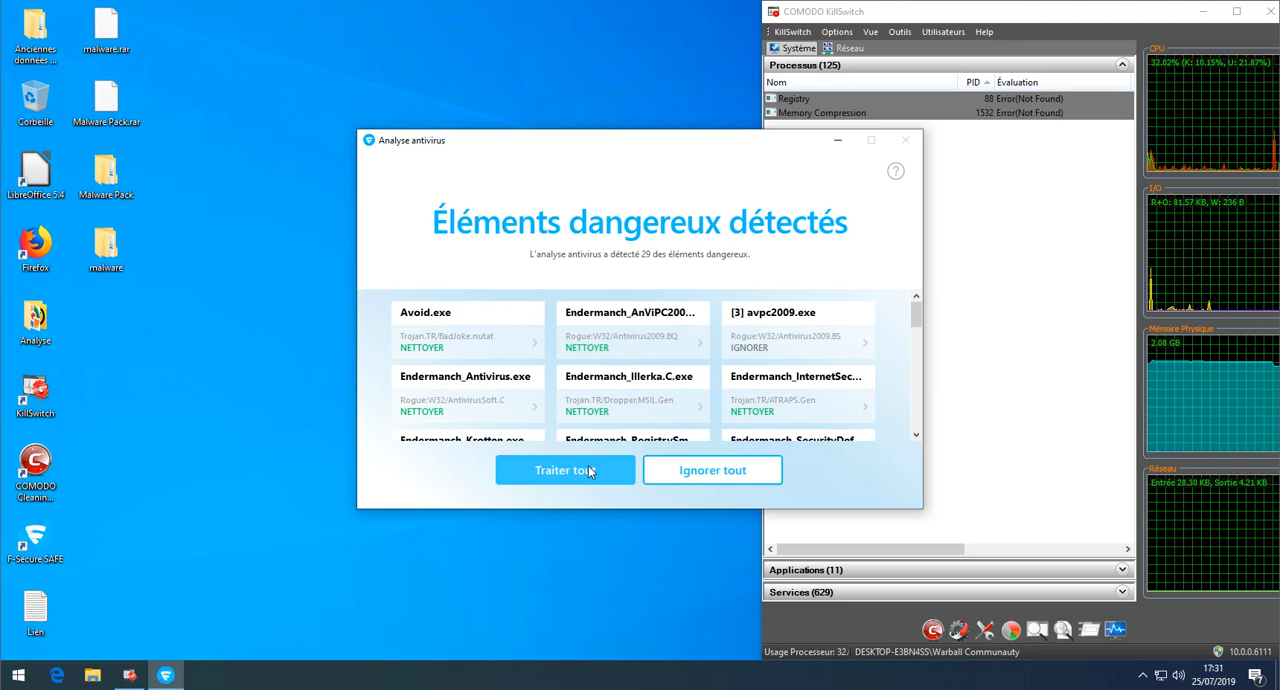 Anciennes
données ...
malware.rar
Corbeille
Malware Pack.rar
LibreOffice 5.4
Malware Pack
Firefox
malware
Analyse
KillSwitch
COMODO
Cleanin...
F-Secure SAFE
Lien
COMODO KillSwitch
KillSwitch Options Vue Outils Utilisateurs Help
Système Réseau
Processus (125)
Nom PID Évaluation
Registry 88 Error(Not Found)
Memory Compression 1532 Error(Not Found)
CPU
32.02% (K: 10.15%, U: 21.87%)
I/O
R+O: 81.57 KB, W: 236 B
Mémoire Physique
2.08 GB
Réseau
Entrée 28.30 KB, Sortie 4.21 KB
Analyse antivirus
?
Éléments dangereux détectés
L'analyse antivirus a détecté 29 des éléments dangereux.
Avoid.exe
Trojan.TR/BadJoke.nutat
NETTOYER
Endermanch_AnViPC200...
Rogue:W32/Antivirus2009.BQ
NETTOYER
[3] avpc2009.exe
Rogue:W32/Antivirus2009.BS
IGNORER
Endermanch_Antivirus.exe
Rogue:W32/AntivirusSoft.C
NETTOYER
Endermanch_Illerka.C.exe
Trojan.TR/Dropper.MSIL.Gen
NETTOYER
Endermanch_InternetSec...
Trojan.TR/ATRAPS.Gen
NETTOYER
Endermanch_Krotten.exe
Endermanch_RegistrySm...
Endermanch_SecurityDef...
Traiter tout
Ignorer tout
Applications (11)
Services (629)
Usage Processeur: 32. DESKTOP-E3BN4SS\Warball Communauty 10.0.0.6111
17:31
25/07/2019
7